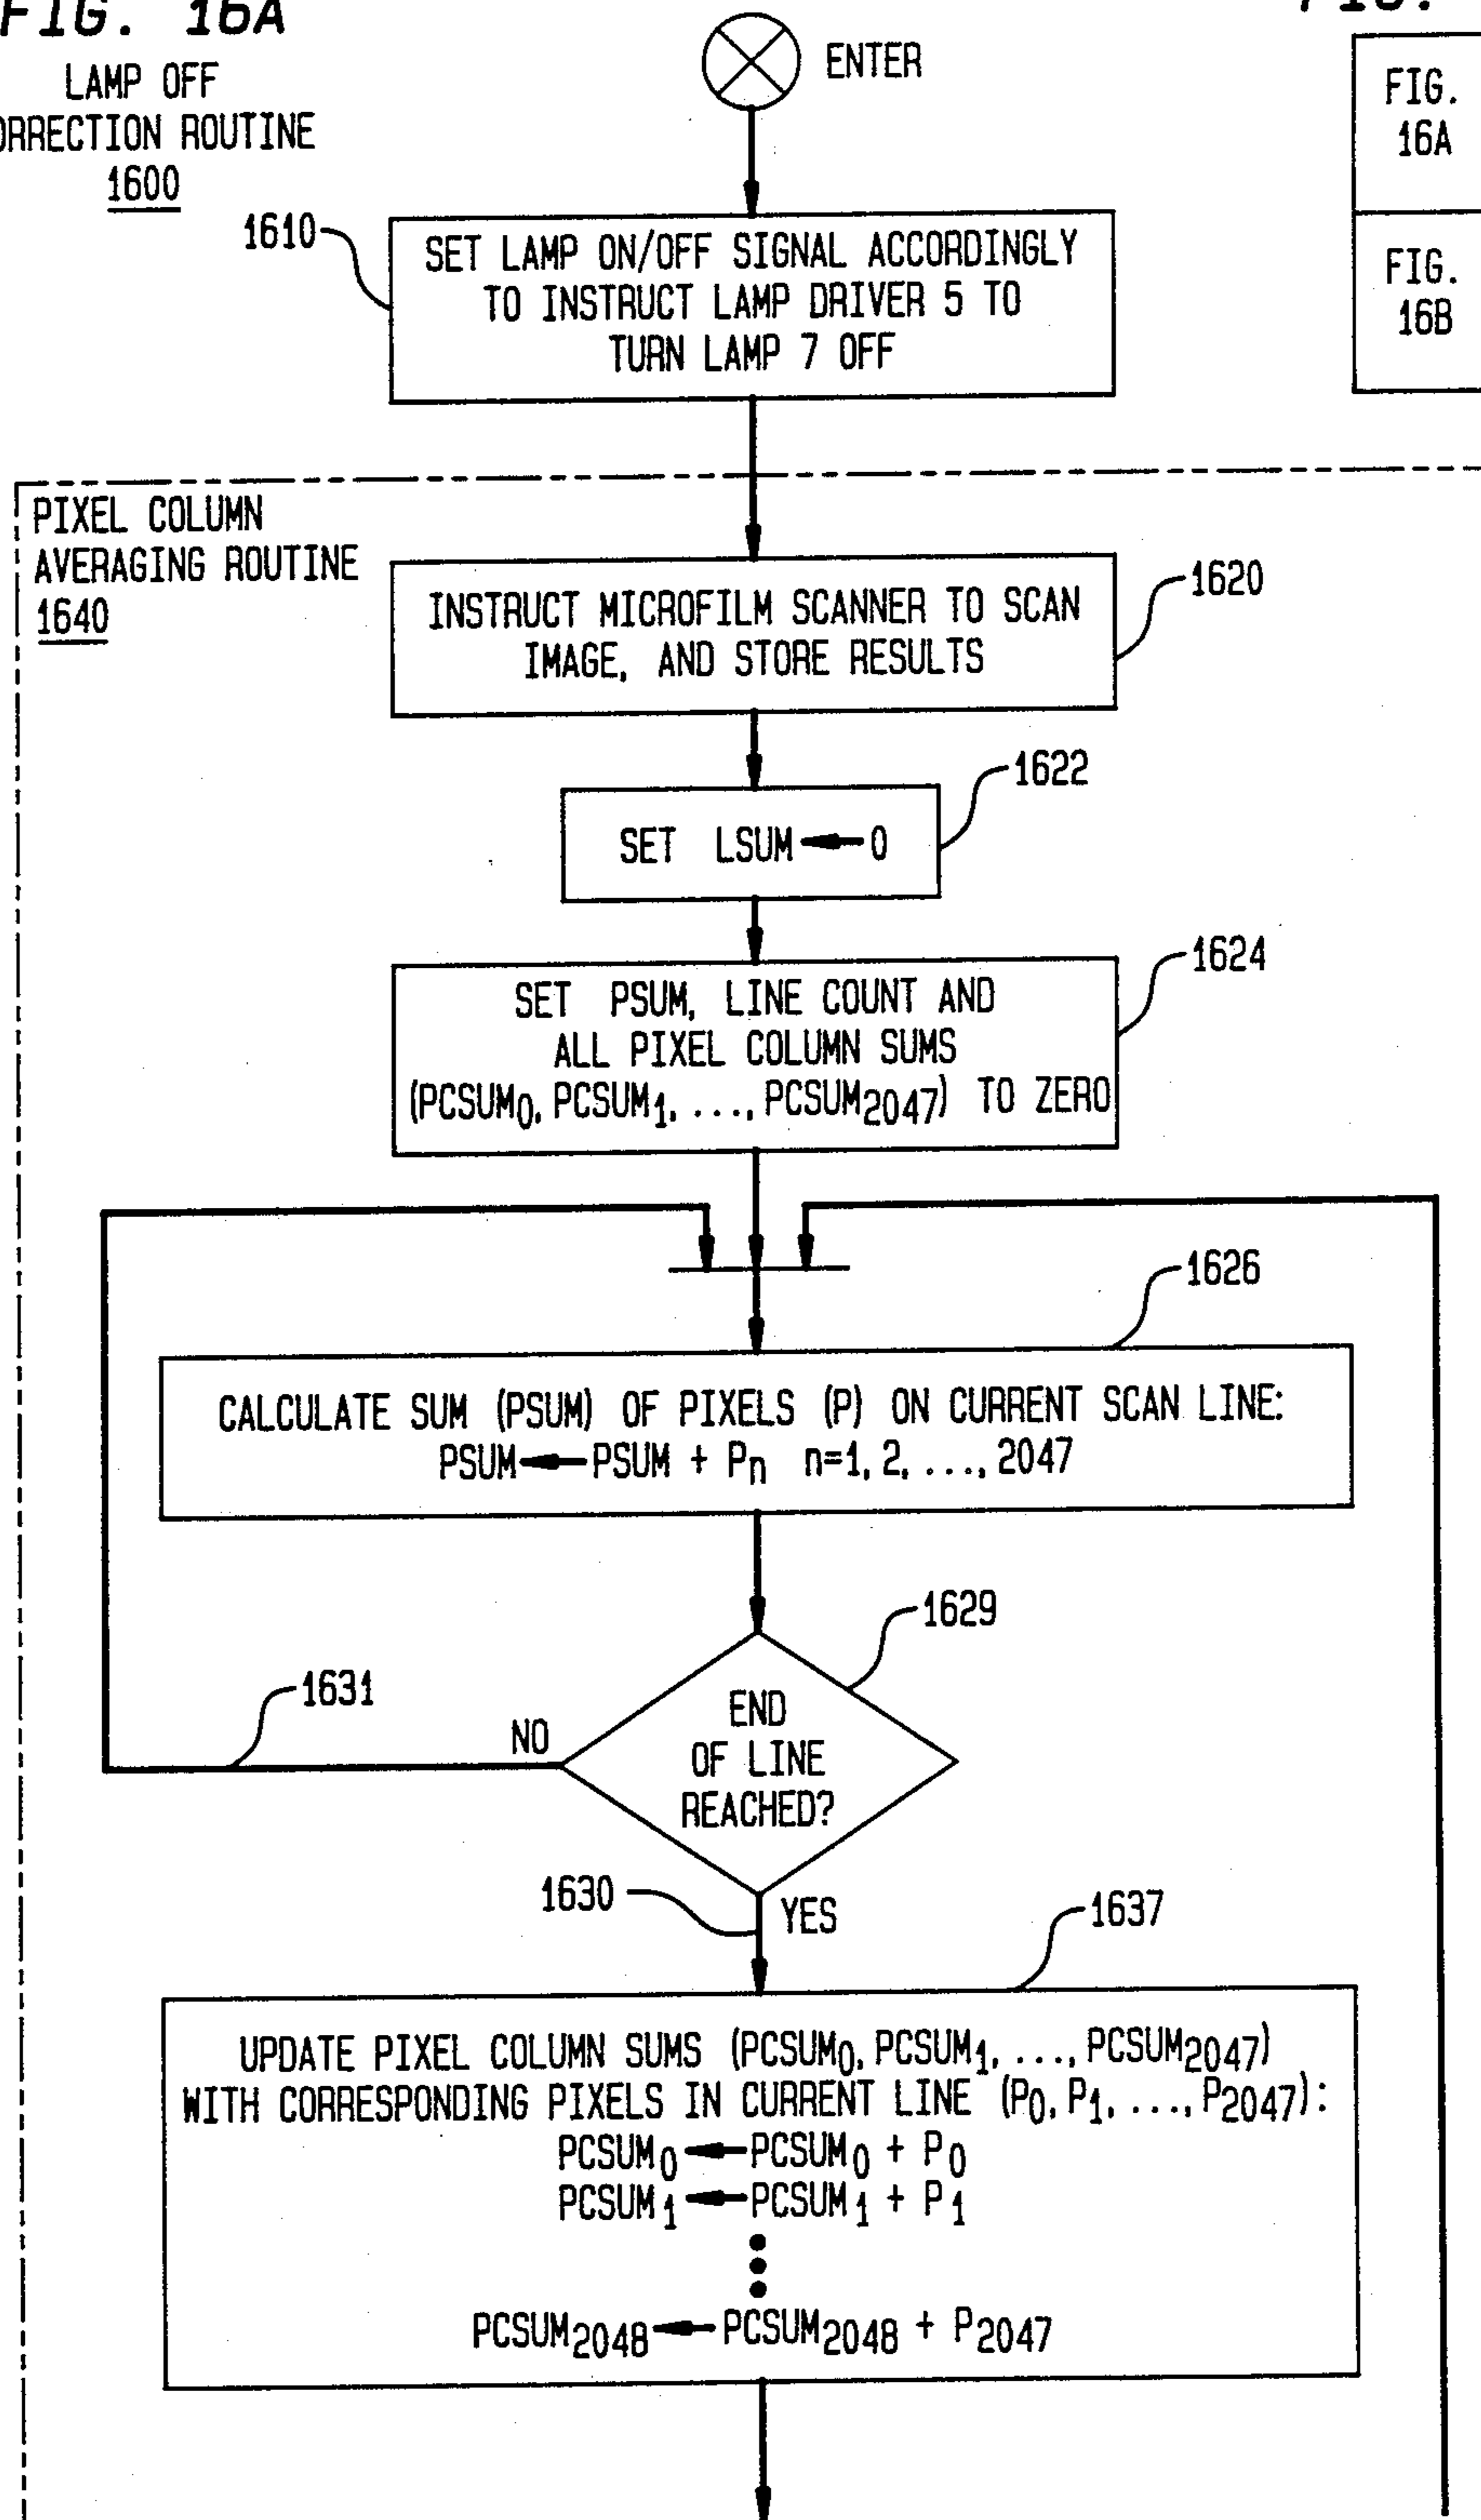 FIG. 16A
LAMP OFF
ORRECTION ROUTINE
1600
ENTER
FIG.
FIG.
16A
FIG.
16B
1610
SET LAMP ON/OFF SIGNAL ACCORDINGLY
TO INSTRUCT LAMP DRIVER 5 TO
TURN LAMP 7 OFF
PIXEL COLUMN
AVERAGING ROUTINE
1640
1620
INSTRUCT MICROFILM SCANNER TO SCAN
IMAGE, AND STORE RESULTS
1622
SET LSUM ← 0
1624
SET PSUM, LINE COUNT AND
ALL PIXEL COLUMN SUMS
(PCSUM₀, PCSUM₁, ..., PCSUM₂₀₄₇) TO ZERO
1626
CALCULATE SUM (PSUM) OF PIXELS (P) ON CURRENT SCAN LINE:
PSUM ← PSUM + Pₙ n=1, 2, ..., 2047
1629
END
OF LINE
REACHED?
1631
NO
1630
YES
1637
UPDATE PIXEL COLUMN SUMS (PCSUM₀, PCSUM₁, ..., PCSUM₂₀₄₇)
WITH CORRESPONDING PIXELS IN CURRENT LINE (P₀, P₁, ..., P₂₀₄₇):
PCSUM₀ ← PCSUM₀ + P₀
PCSUM₁ ← PCSUM₁ + P₁
PCSUM₂₀₄₈ ← PCSUM₂₀₄₈ + P₂₀₄₇